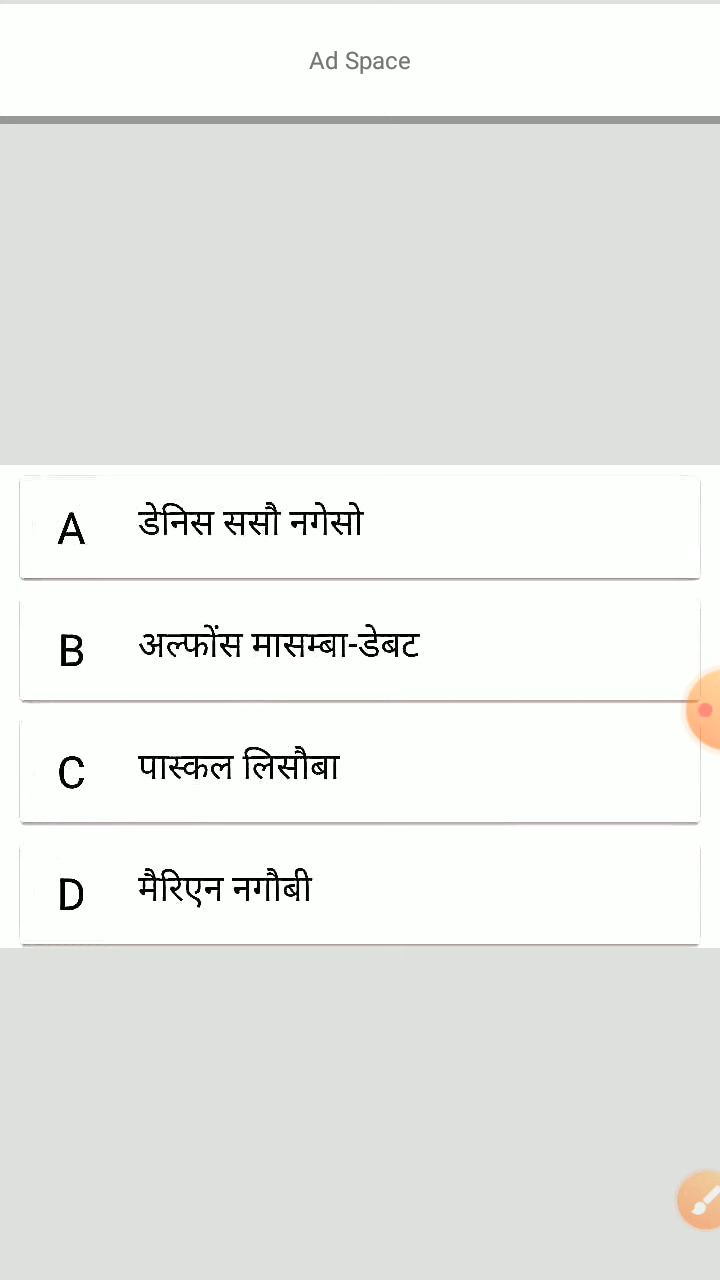 Ad Space
A डेनिस ससौ नगेसो
B अल्फोंस मासम्बा-डेबट
C पास्कल लिसौबा
D मैरिएन नगौबी